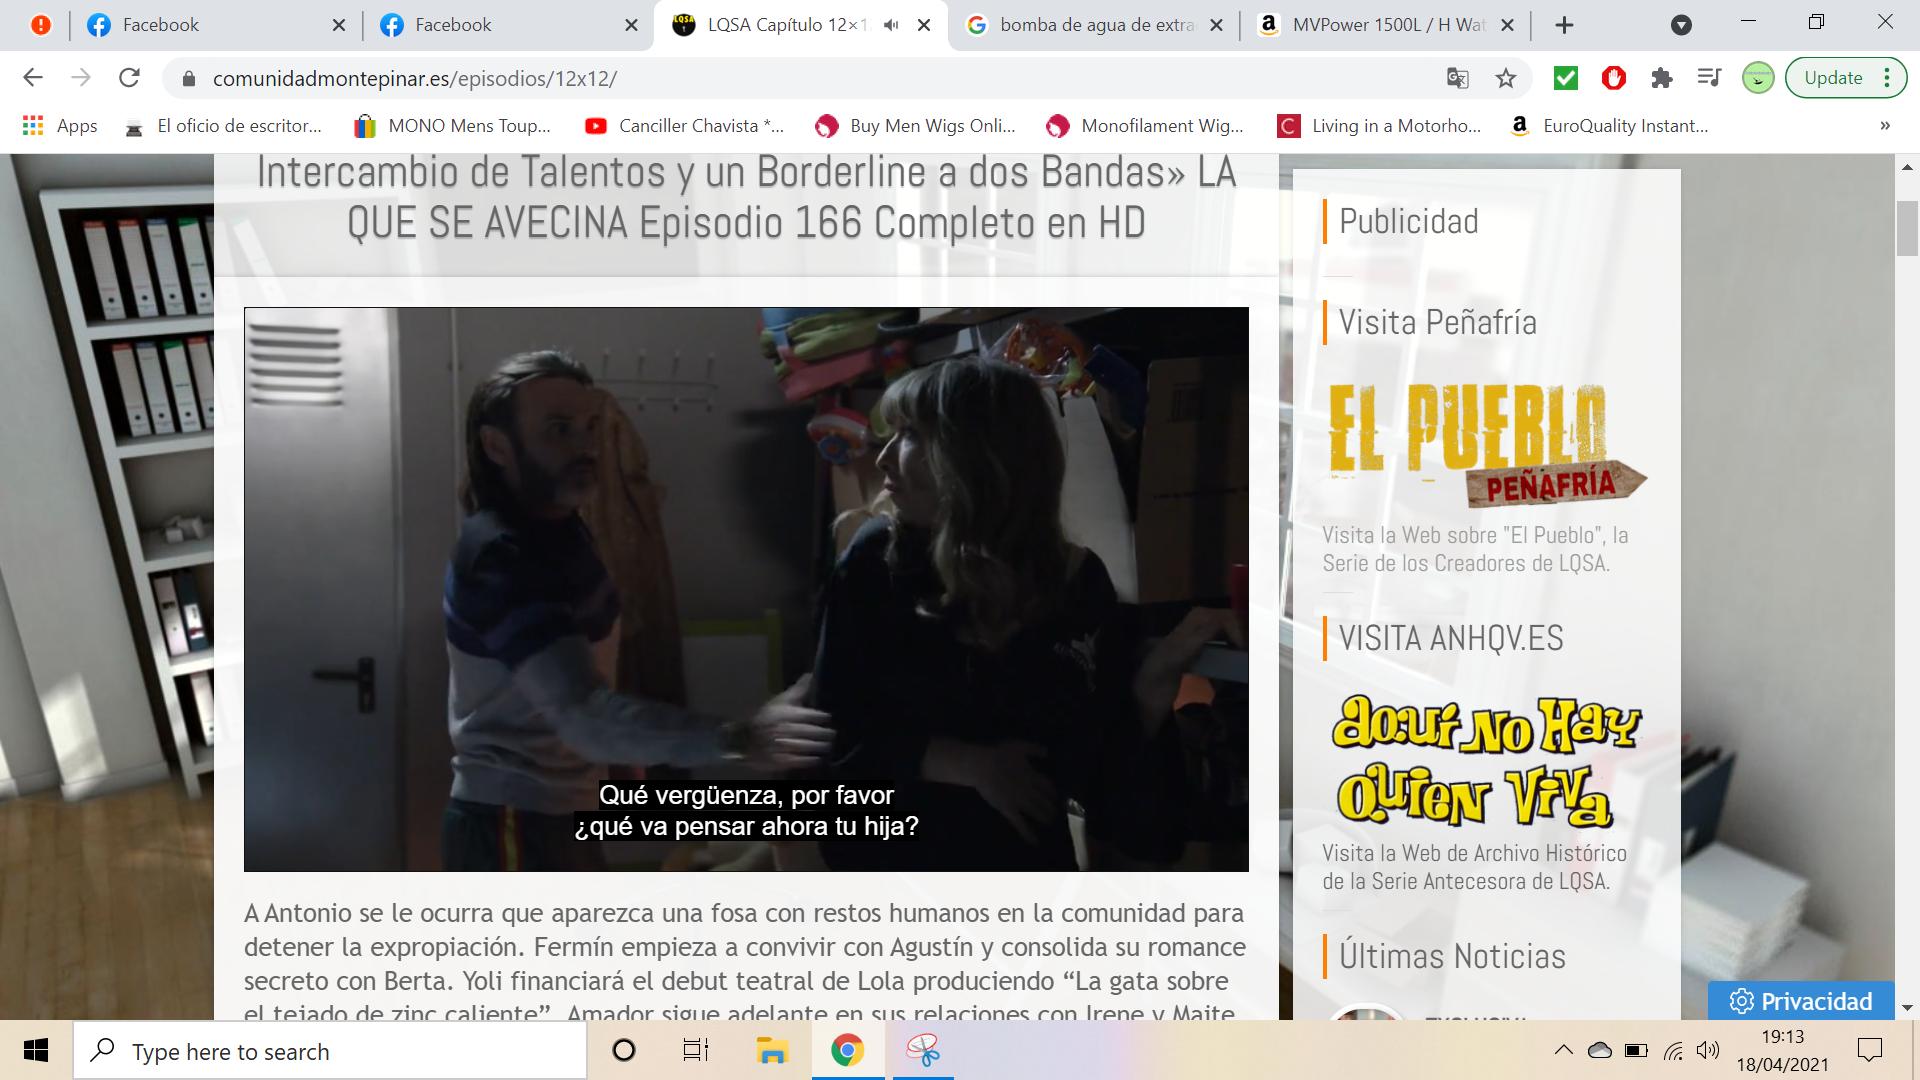 Facebook
Facebook
LQSA Capítulo 12×1
bomba de agua de extra
MVPower 1500L / H Wat
comunidadmontepinar.es/episodios/12x12/
Update
Apps
El oficio de escritor...
MONO Mens Toup...
Canciller Chavista *...
Buy Men Wigs Onli...
Monofilament Wig...
Living in a Motorho...
EuroQuality Instant...
»
Intercambio de Talentos y un Borderline a dos Bandas» LA
QUE SE AVECINA Episodio 166 Completo en HD
Qué vergüenza, por favor
¿qué va pensar ahora tu hija?
A Antonio se le ocurra que aparezca una fosa con restos humanos en la comunidad para
detener la expropiación. Fermín empieza a convivir con Agustín y consolida su romance
secreto con Berta. Yoli financiará el debut teatral de Lola produciendo “La gata sobre
el tejado de zinc caliente”. Amador sigue adelante en sus relaciones con Irene y Maite
Publicidad
Visita Peñafría
EL PUEBLO
PEÑAFRÍA
Visita la Web sobre "El Pueblo", la
Serie de los Creadores de LQSA.
VISITA ANHQV.ES
aquí no Hay
Quien Viva
Visita la Web de Archivo Histórico
de la Serie Antecesora de LQSA.
Últimas Noticias
Privacidad
Type here to search
19:13
18/04/2021